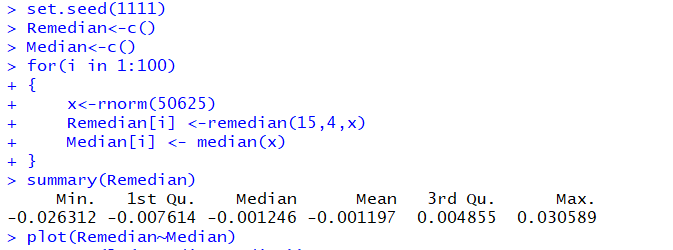 > set.seed(1111)
> Remedian<-c()
> Median<-c()
> for(i in 1:100)
+ {
+     x<-rnorm(50625)
+     Remedian[i] <-remedian(15,4,x)
+     Median[i] <- median(x)
+ }
> summary(Remedian)
     Min.   1st Qu.    Median      Mean   3rd Qu.      Max.
-0.026312 -0.007614 -0.001246 -0.001197  0.004855  0.030589
> plot(Remedian~Median)